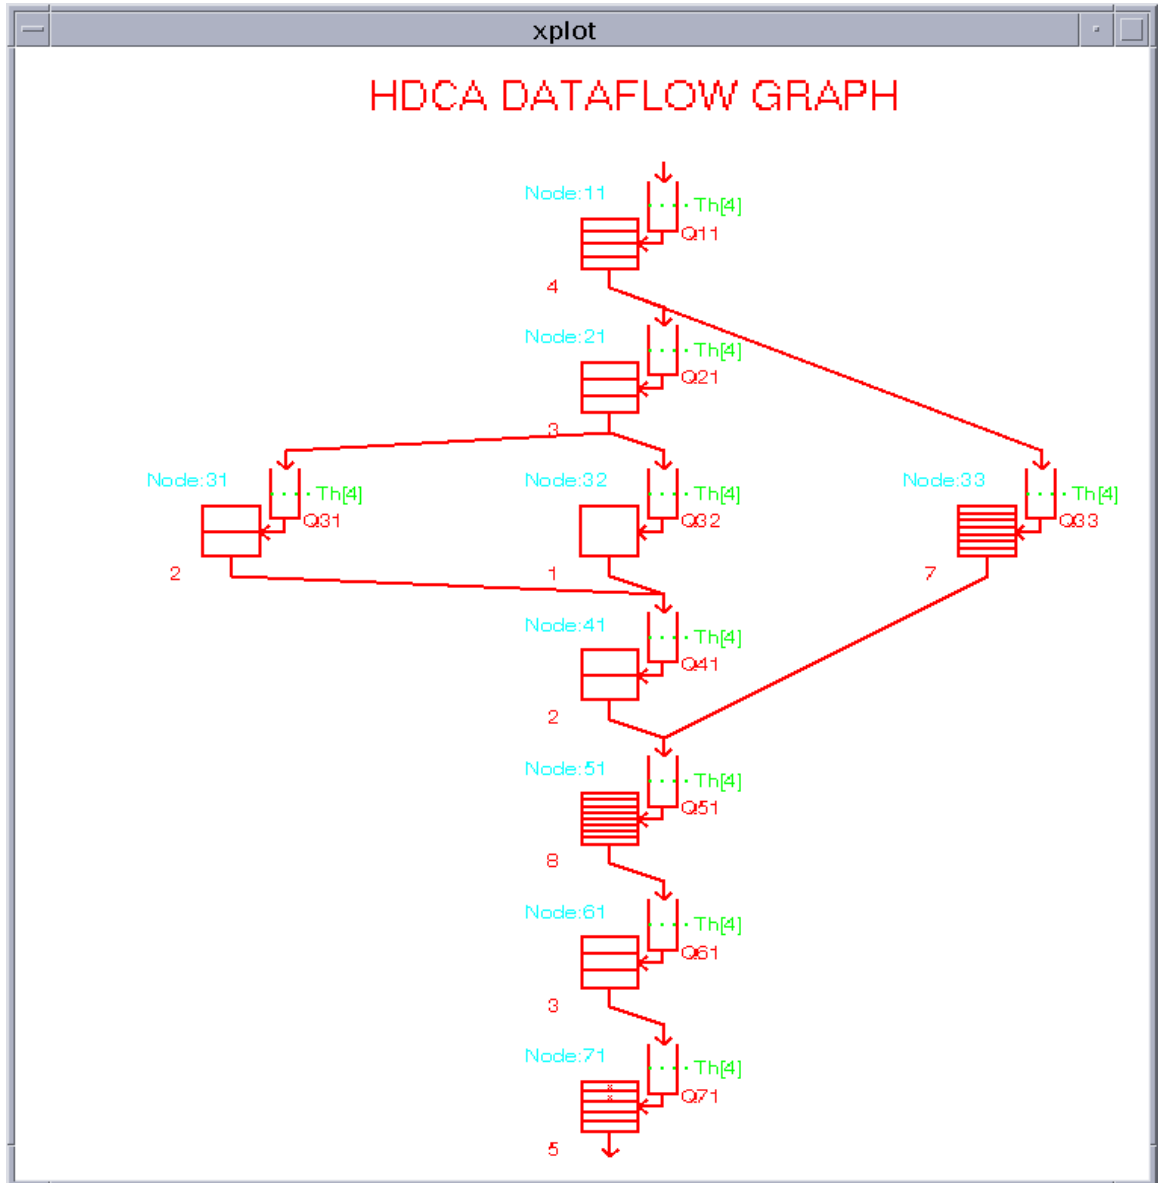 xplot
HDCA DATAFLOW GRAPH
Node:11
Th[4]
Q11
4
Node:21
Th[4]
Q21
3
Node:31
Th[4]
Q31
2
Node:32
Th[4]
Q32
1
Node:33
Th[4]
Q33
7
Node:41
Th[4]
Q41
2
Node:51
Th[4]
Q51
8
Node:61
Th[4]
Q61
3
Node:71
Th[4]
x
x
Q71
5